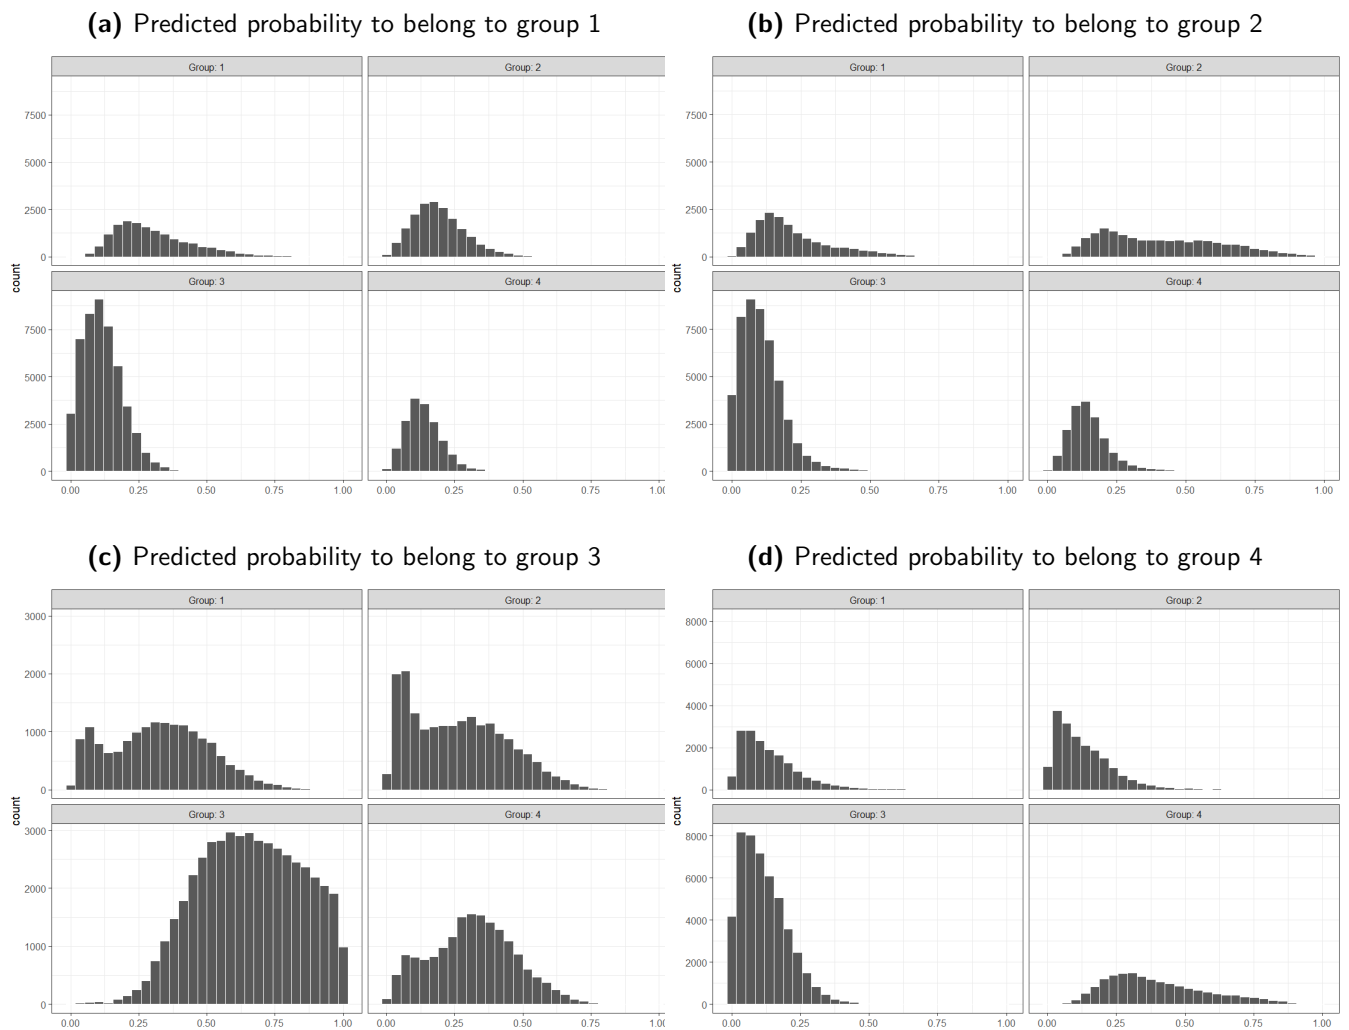 (a) Predicted probability to belong to group 1
Group: 1
Group: 2
7500
5000
2500
0
Group: 3
Group: 4
7500
5000
2500
0
count
0.00 0.25 0.50 0.75 1.00
0.00 0.25 0.50 0.75 1.00
(b) Predicted probability to belong to group 2
Group: 1
Group: 2
7500
5000
2500
0
Group: 3
Group: 4
7500
5000
2500
0
count
0.00 0.25 0.50 0.75 1.00
0.00 0.25 0.50 0.75 1.00
(c) Predicted probability to belong to group 3
Group: 1
Group: 2
3000
2000
1000
0
Group: 3
Group: 4
3000
2000
1000
0
count
0.00 0.25 0.50 0.75 1.00
0.00 0.25 0.50 0.75 1.00
(d) Predicted probability to belong to group 4
Group: 1
Group: 2
8000
6000
4000
2000
0
Group: 3
Group: 4
8000
6000
4000
2000
0
count
0.00 0.25 0.50 0.75 1.00
0.00 0.25 0.50 0.75 1.00